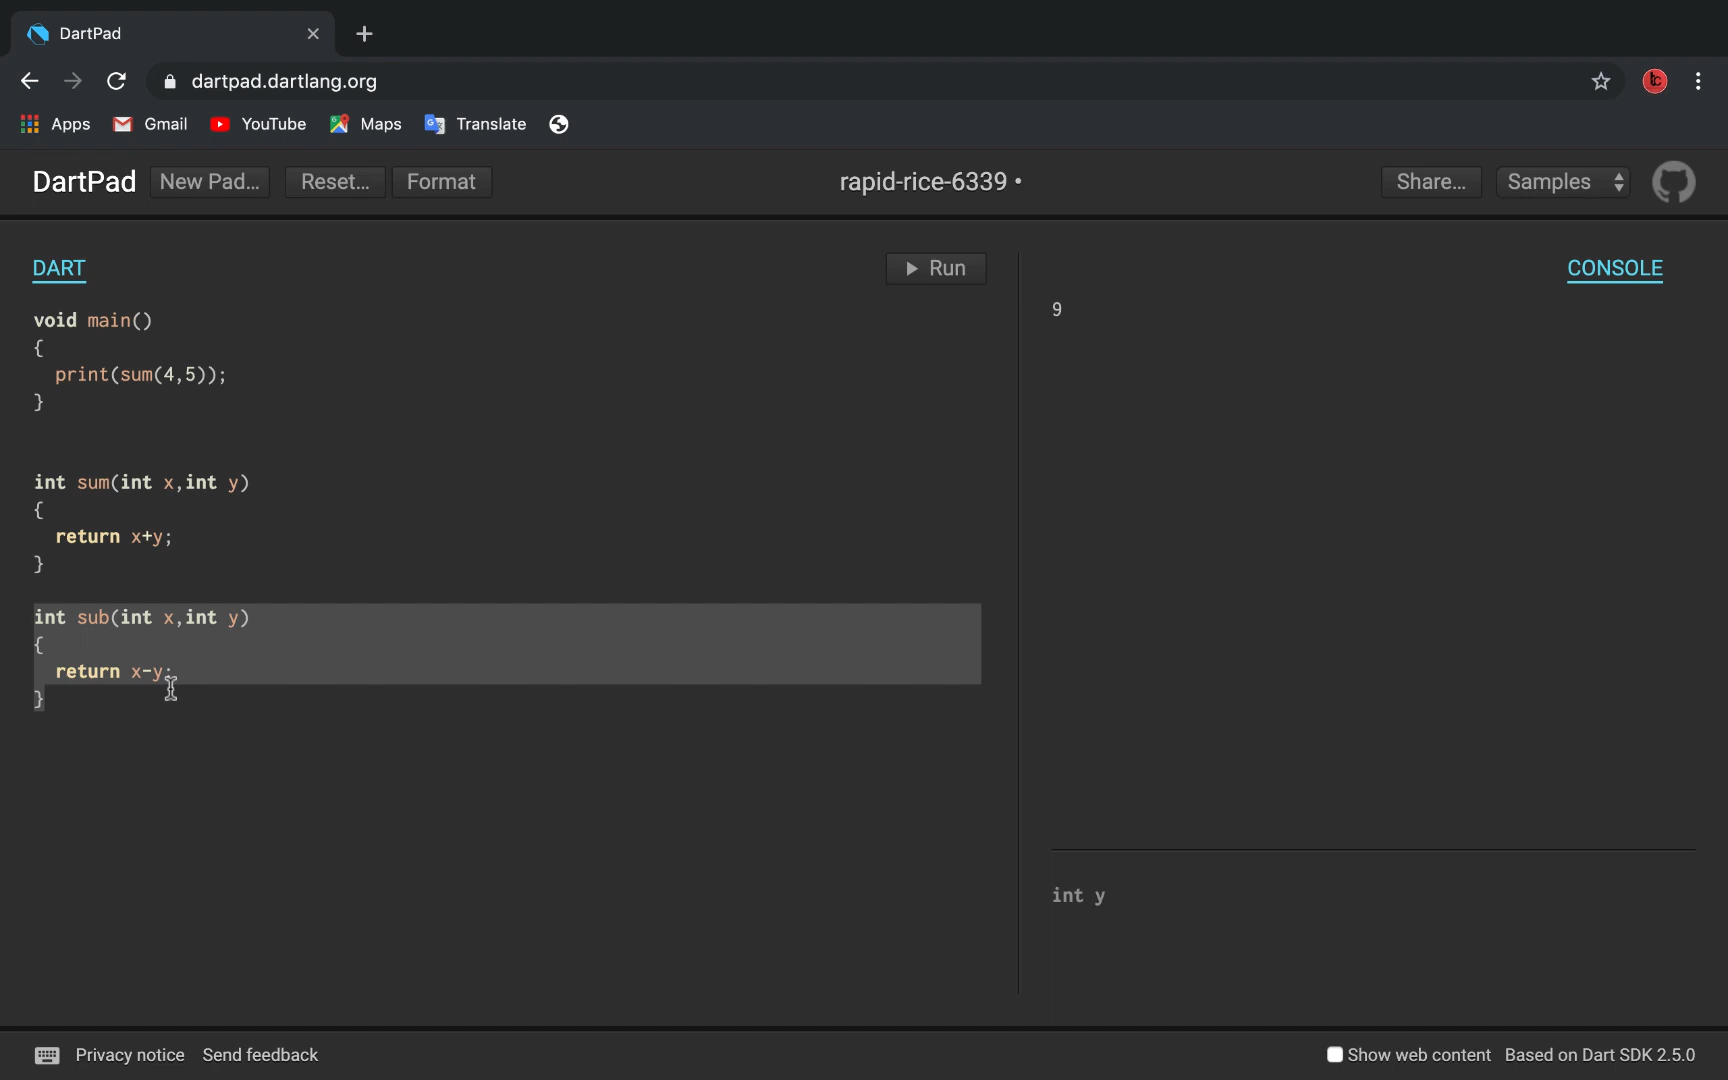 DartPad
dartpad.dartlang.org
Apps Gmail YouTube Maps Translate
DartPad New Pad... Reset... Format rapid-rice-6339 • Share... Samples
DART Run CONSOLE
void main()
{
  print(sum(4,5));
}
int sum(int x,int y)
{
  return x+y;
}
int sub(int x,int y)
{
  return x-y;
}
9
int y
Privacy notice Send feedback Show web content Based on Dart SDK 2.5.0